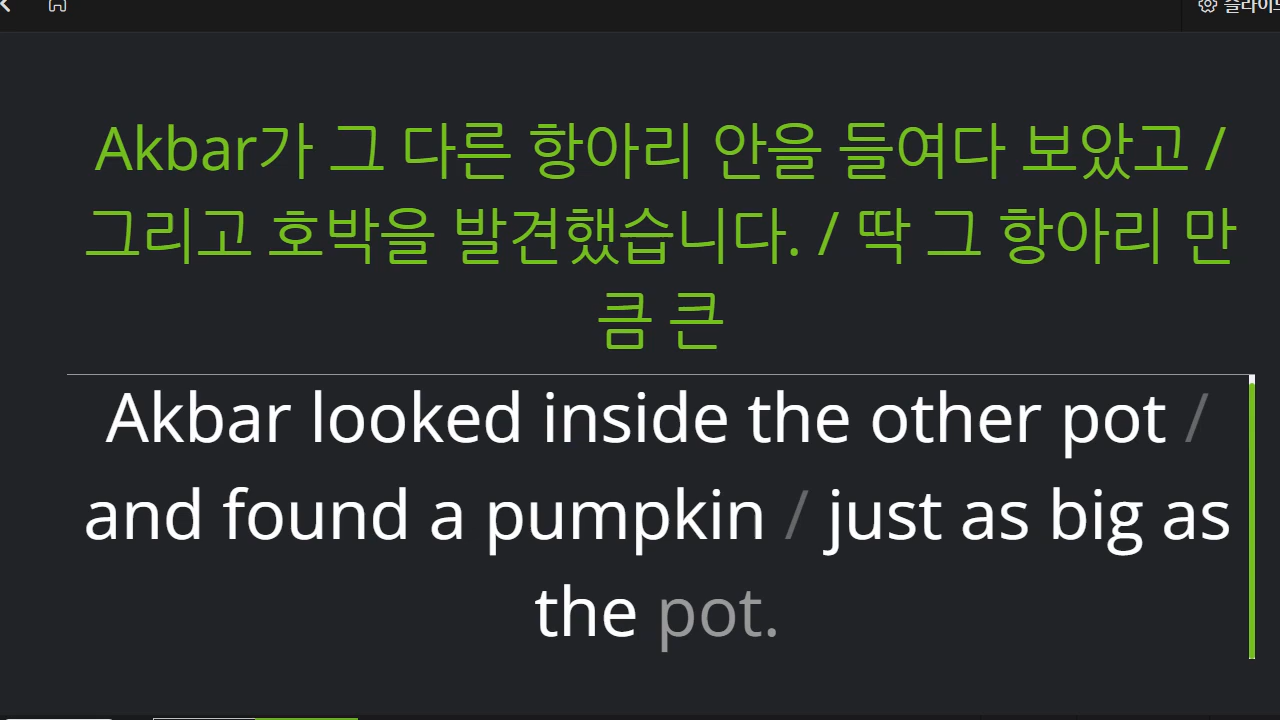 Akbar가 그 다른 항아리 안을 들여다 보았고 /
그리고 호박을 발견했습니다. / 딱 그 항아리 만
큼 큰
Akbar looked inside the other pot /
and found a pumpkin / just as big as
the pot.